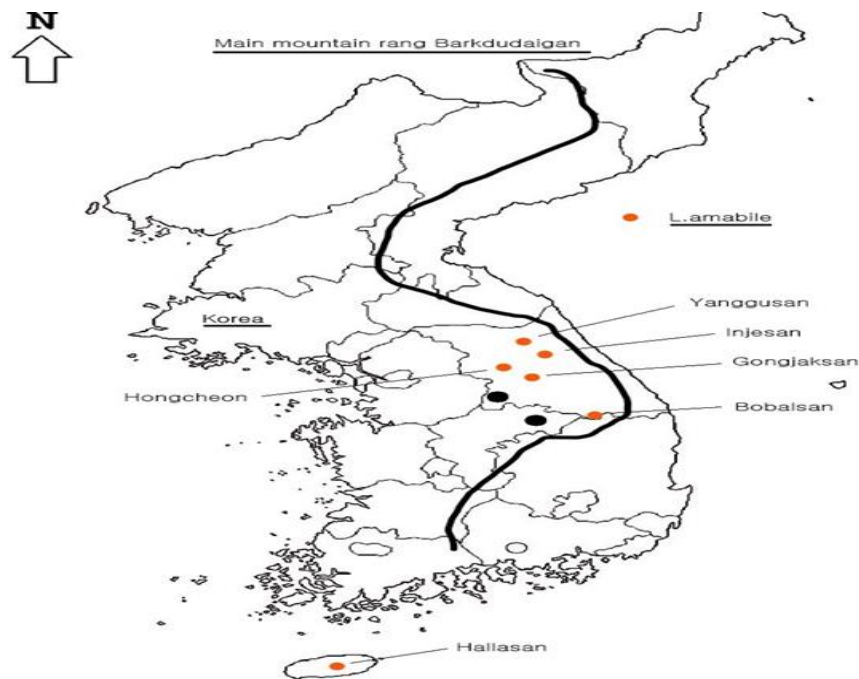 N
Main mountain rang Barkdudaigan
L.amabile
Yanggusan
Korea
Injesan
Gongjaksan
Hongcheon
Bobalsan
Hallasan